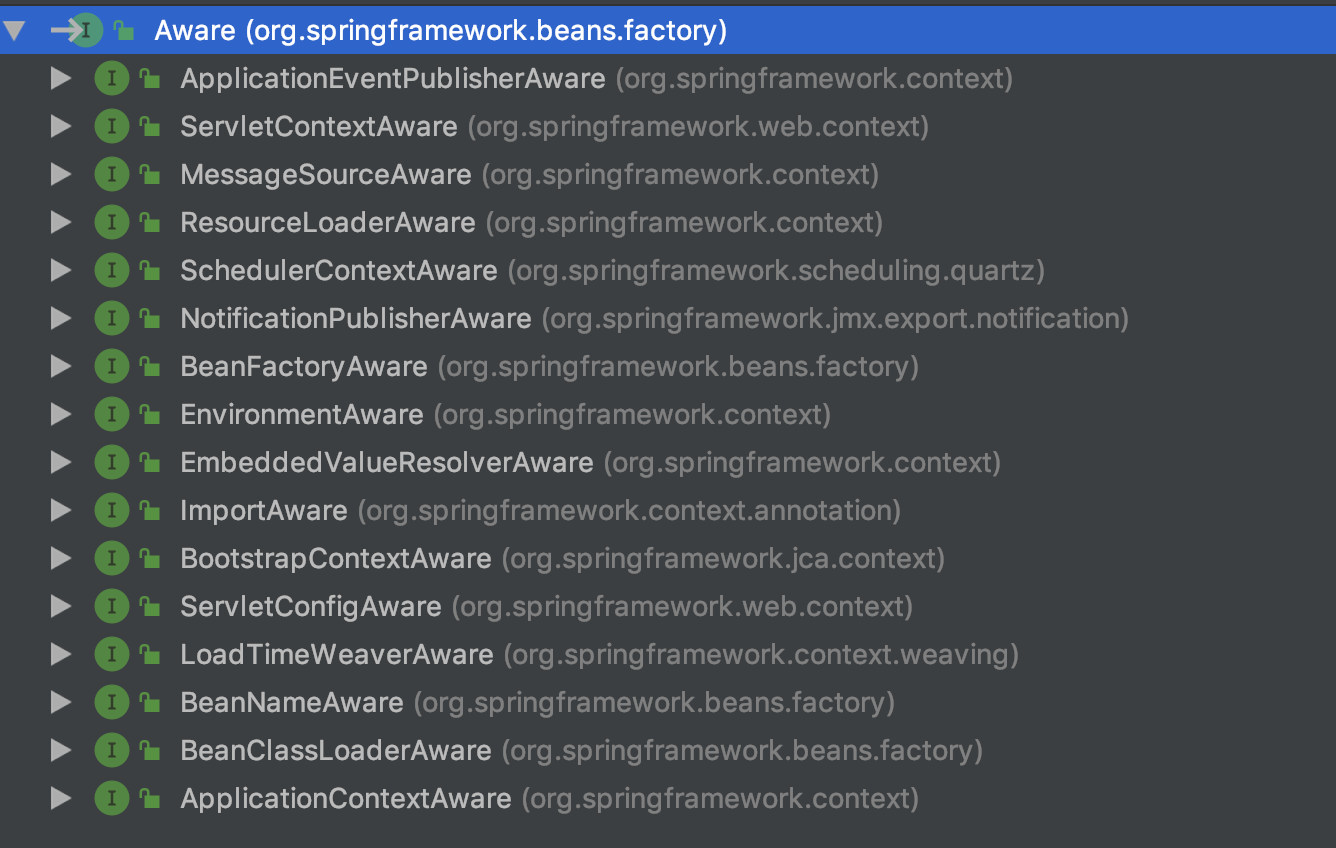 Aware (org.springframework.beans.factory)
ApplicationEventPublisherAware (org.springframework.context)
ServletContextAware (org.springframework.web.context)
MessageSourceAware (org.springframework.context)
ResourceLoaderAware (org.springframework.context)
SchedulerContextAware (org.springframework.scheduling.quartz)
NotificationPublisherAware (org.springframework.jmx.export.notification)
BeanFactoryAware (org.springframework.beans.factory)
EnvironmentAware (org.springframework.context)
EmbeddedValueResolverAware (org.springframework.context)
ImportAware (org.springframework.context.annotation)
BootstrapContextAware (org.springframework.jca.context)
ServletConfigAware (org.springframework.web.context)
LoadTimeWeaverAware (org.springframework.context.weaving)
BeanNameAware (org.springframework.beans.factory)
BeanClassLoaderAware (org.springframework.beans.factory)
ApplicationContextAware (org.springframework.context)